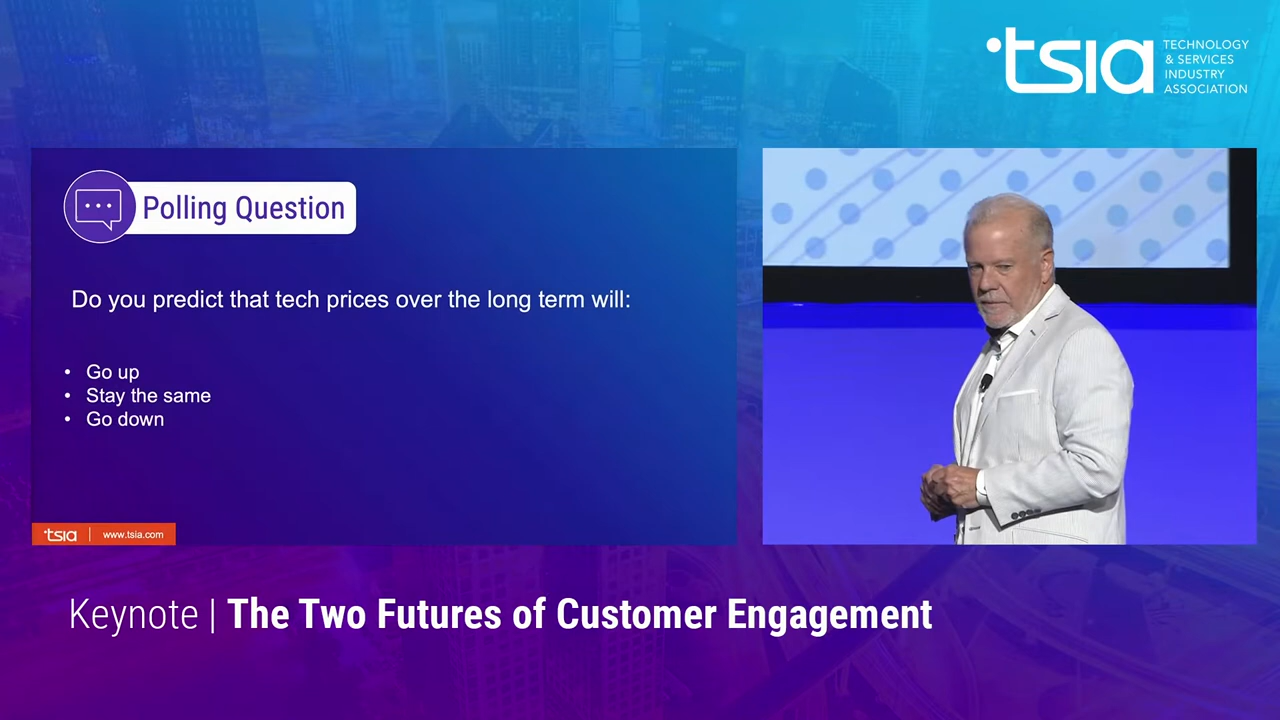 tsia TECHNOLOGY
& SERVICES
INDUSTRY
ASSOCIATION
Polling Question
Do you predict that tech prices over the long term will:
• Go up
• Stay the same
• Go down
tsia | www.tsia.com
Keynote | The Two Futures of Customer Engagement